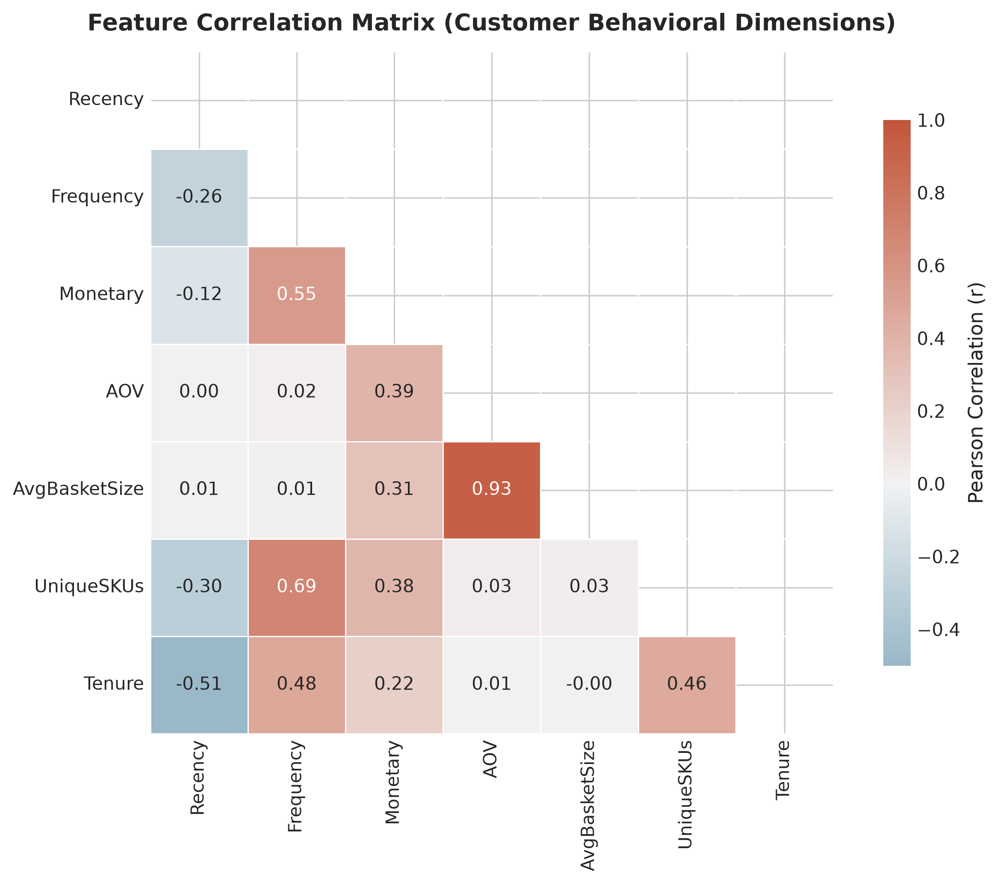 Feature Correlation Matrix (Customer Behavioral Dimensions)
Recency
Frequency -0.26
Monetary -0.12 0.55
AOV 0.00 0.02 0.39
AvgBasketSize 0.01 0.01 0.31 0.93
UniqueSKUs -0.30 0.69 0.38 0.03 0.03
Tenure -0.51 0.48 0.22 0.01 -0.00 0.46
Recency Frequency Monetary AOV AvgBasketSize UniqueSKUs Tenure
1.0
0.8
0.6
0.4
0.2
0.0
−0.2
−0.4
Pearson Correlation (r)